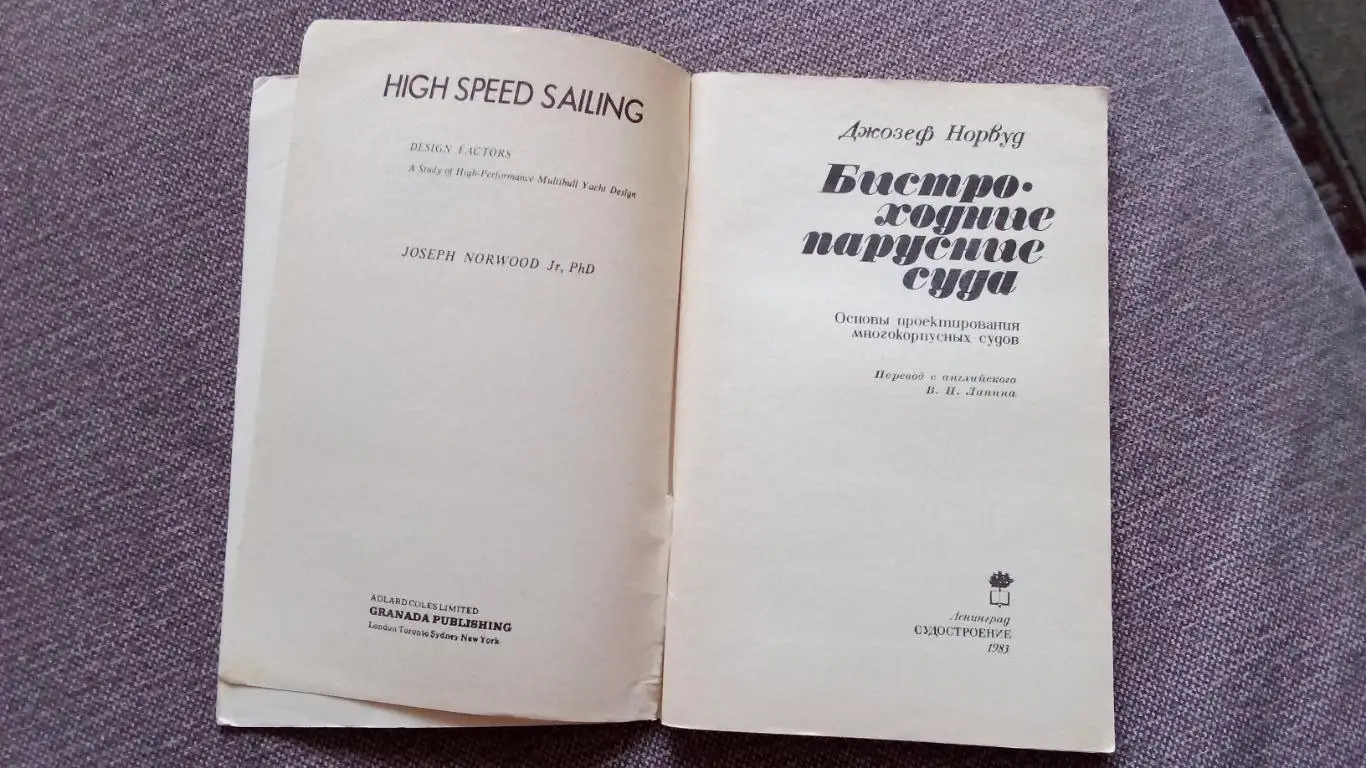 HIGH SPEED SAILING
DESIGN FACTORS
A Study of High-Performance Multihull Yacht Design
JOSEPH NORWOOD Jr, PhD
ADLARD COLES LIMITED
GRANADA PUBLISHING
London Toronto Sydney New York
Джозеф Норвуд
Быстро-
ходные
парусные
суда
Основы проектирования
многокорпусных судов
Перевод с английского
В. П. Лапина
Ленинград
СУДОСТРОЕНИЕ
1983